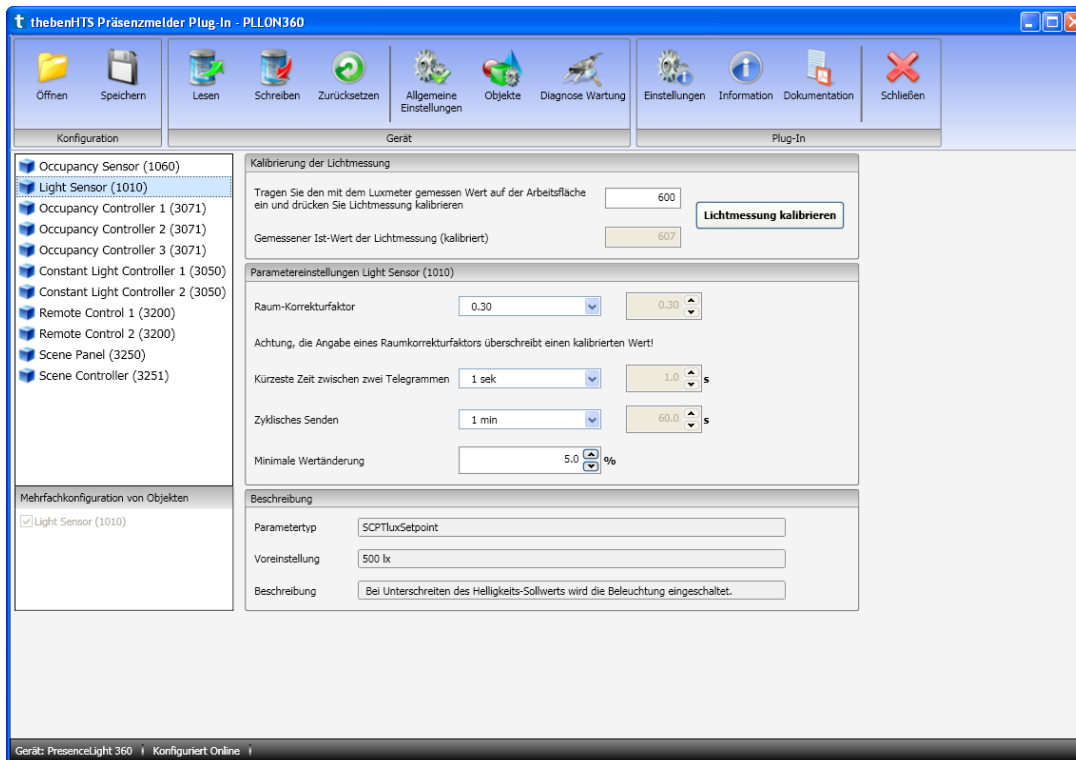 t thebenHTS Präsenzmelder Plug-In - PLLON360
Öffnen
Speichern
Lesen
Schreiben
Zurücksetzen
Allgemeine
Einstellungen
Objekte
Diagnose Wartung
Einstellungen
Information
Dokumentation
Schließen
Konfiguration
Gerät
Plug-In
Occupancy Sensor (1060)
Light Sensor (1010)
Occupancy Controller 1 (3071)
Occupancy Controller 2 (3071)
Occupancy Controller 3 (3071)
Constant Light Controller 1 (3050)
Constant Light Controller 2 (3050)
Remote Control 1 (3200)
Remote Control 2 (3200)
Scene Panel (3250)
Scene Controller (3251)
Mehrfachkonfiguration von Objekten
Light Sensor (1010)
Kalibrierung der Lichtmessung
Tragen Sie den mit dem Luxmeter gemessen Wert auf der Arbeitsfläche
ein und drücken Sie Lichtmessung kalibrieren
600
Lichtmessung kalibrieren
Gemessener Ist-Wert der Lichtmessung (kalibriert)
607
Parametereinstellungen Light Sensor (1010)
Raum-Korrekturfaktor
0.30
0.30
Achtung, die Angabe eines Raumkorrekturfaktors überschreibt einen kalibrierten Wert!
Kürzeste Zeit zwischen zwei Telegrammen
1 sek
1.0 s
Zyklisches Senden
1 min
60.0 s
Minimale Wertänderung
5.0 %
Beschreibung
Parametertyp
SCPTluxSetpoint
Voreinstellung
500 lx
Beschreibung
Bei Unterschreiten des Helligkeits-Sollwerts wird die Beleuchtung eingeschaltet.
Gerät: PresenceLight 360
Konfiguriert Online